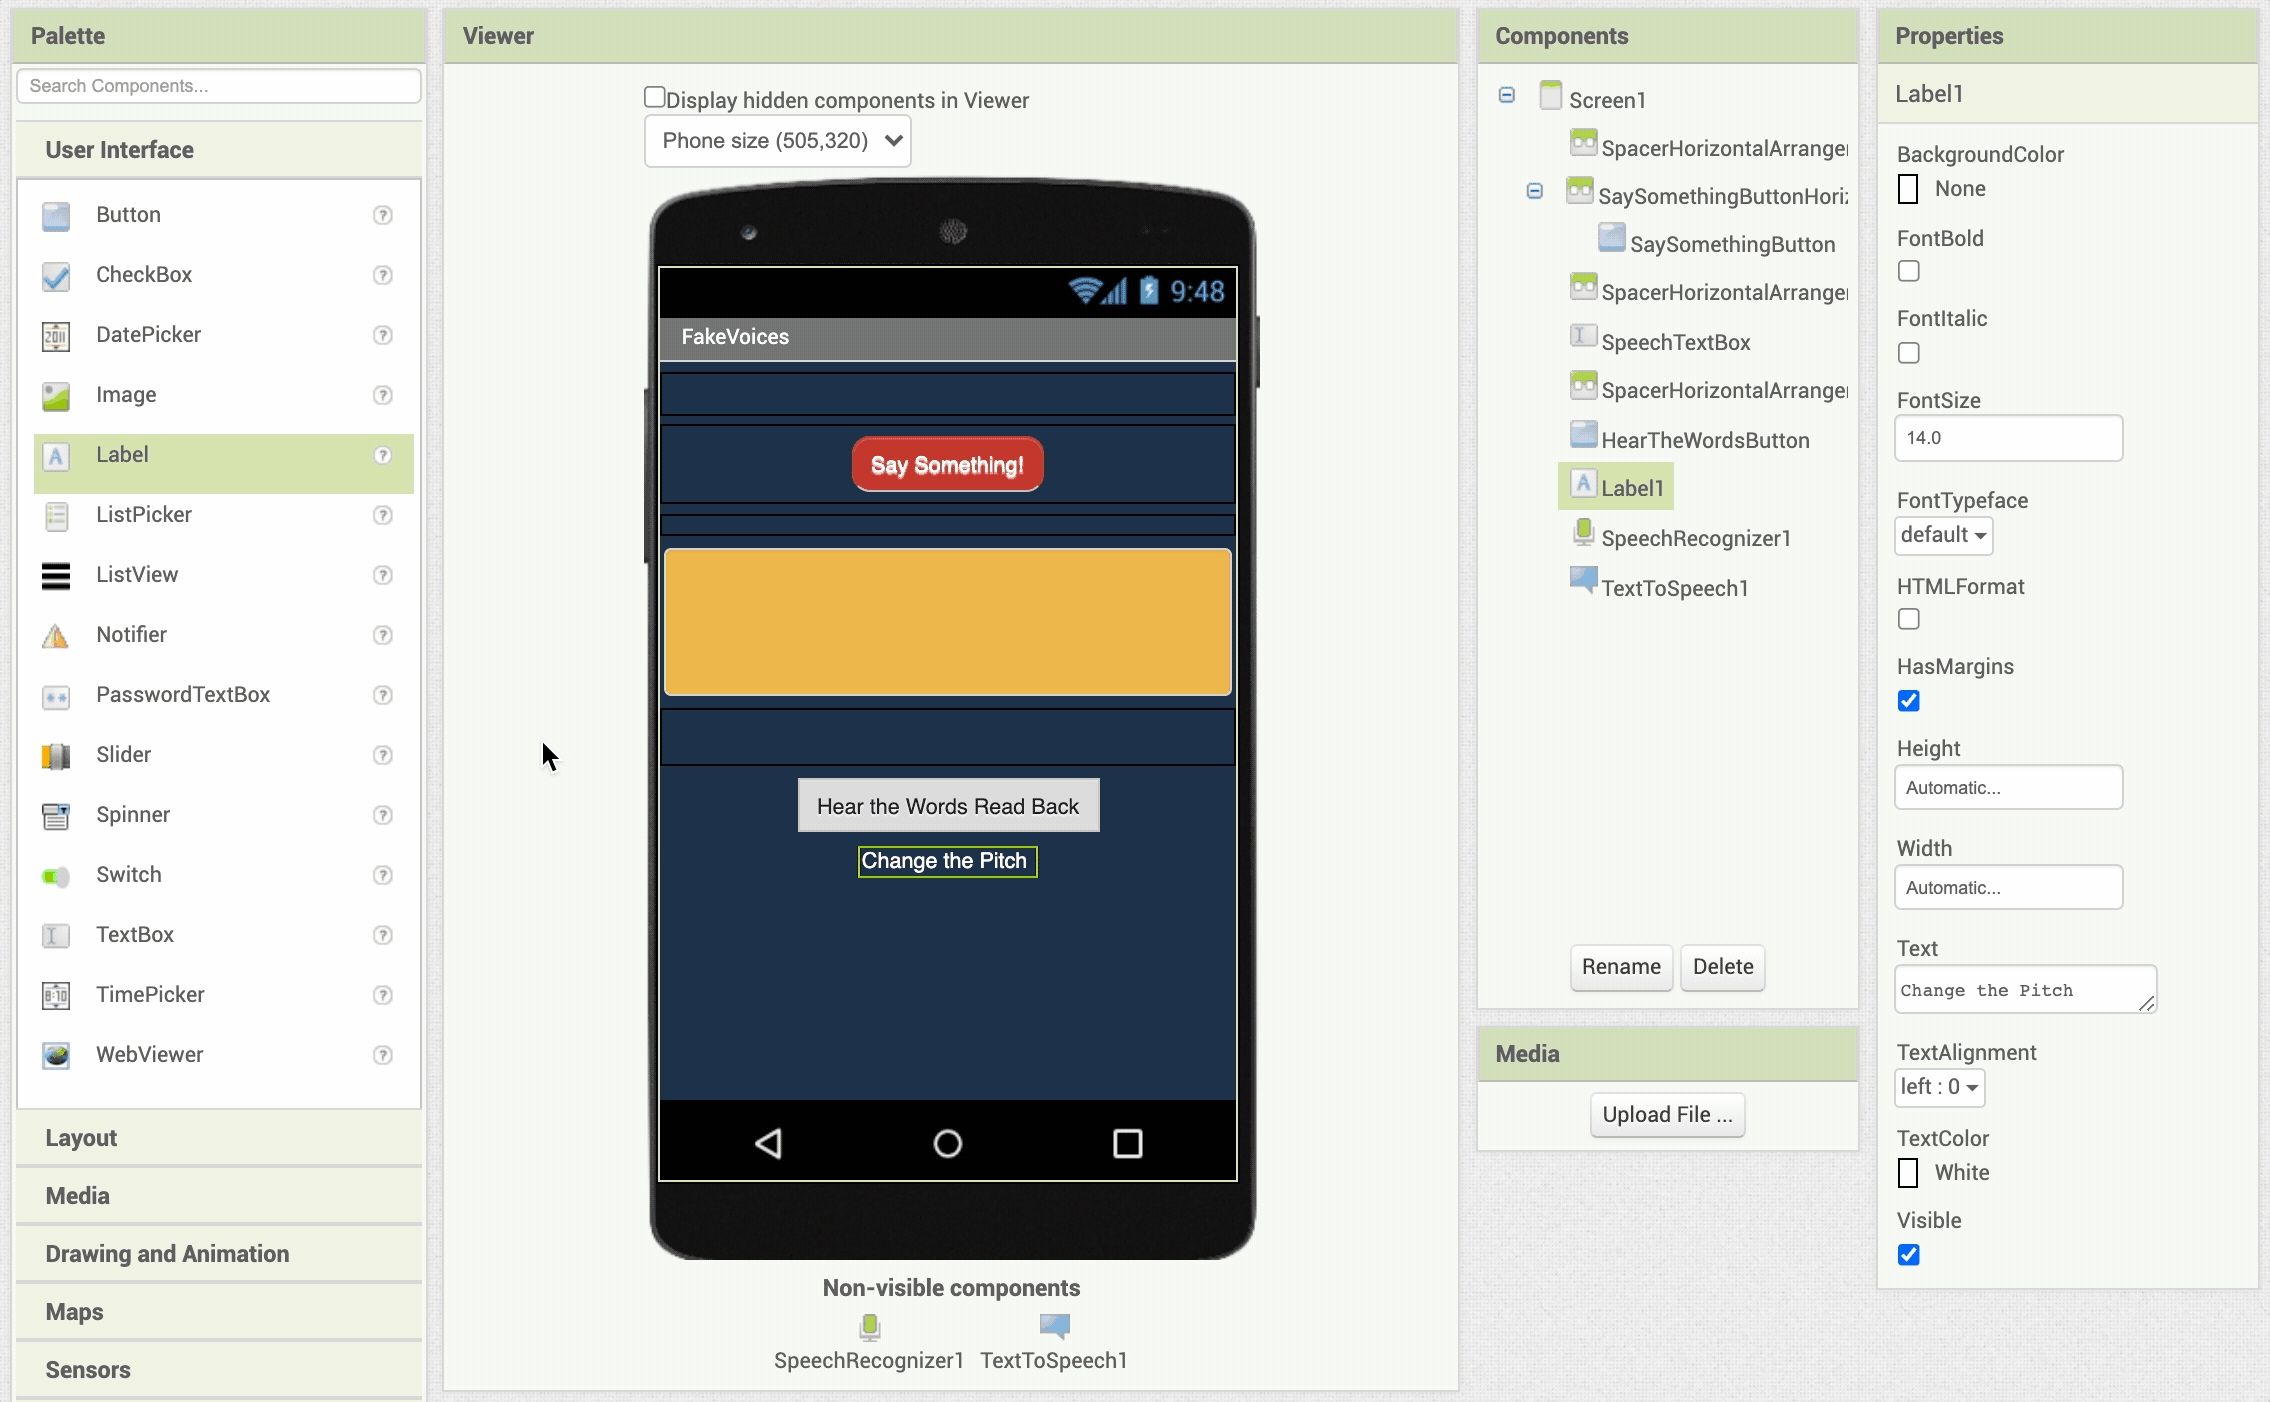 Palette
Search Components...
User Interface
Button
CheckBox
DatePicker
Image
Label
ListPicker
ListView
Notifier
PasswordTextBox
Slider
Spinner
Switch
TextBox
TimePicker
WebViewer
Layout
Media
Drawing and Animation
Maps
Sensors
Viewer
Display hidden components in Viewer
Phone size (505,320)
9:48
FakeVoices
Say Something!
Hear the Words Read Back
Change the Pitch
Non-visible components
SpeechRecognizer1 TextToSpeech1
Components
Screen1
SpacerHorizontalArranger
SaySomethingButtonHoriz
SaySomethingButton
SpacerHorizontalArranger
SpeechTextBox
SpacerHorizontalArranger
HearTheWordsButton
Label1
SpeechRecognizer1
TextToSpeech1
Rename Delete
Media
Upload File ...
Properties
Label1
BackgroundColor
None
FontBold
FontItalic
FontSize
14.0
FontTypeface
default
HTMLFormat
HasMargins
Height
Automatic...
Width
Automatic...
Text
Change the Pitch
TextAlignment
left : 0
TextColor
White
Visible